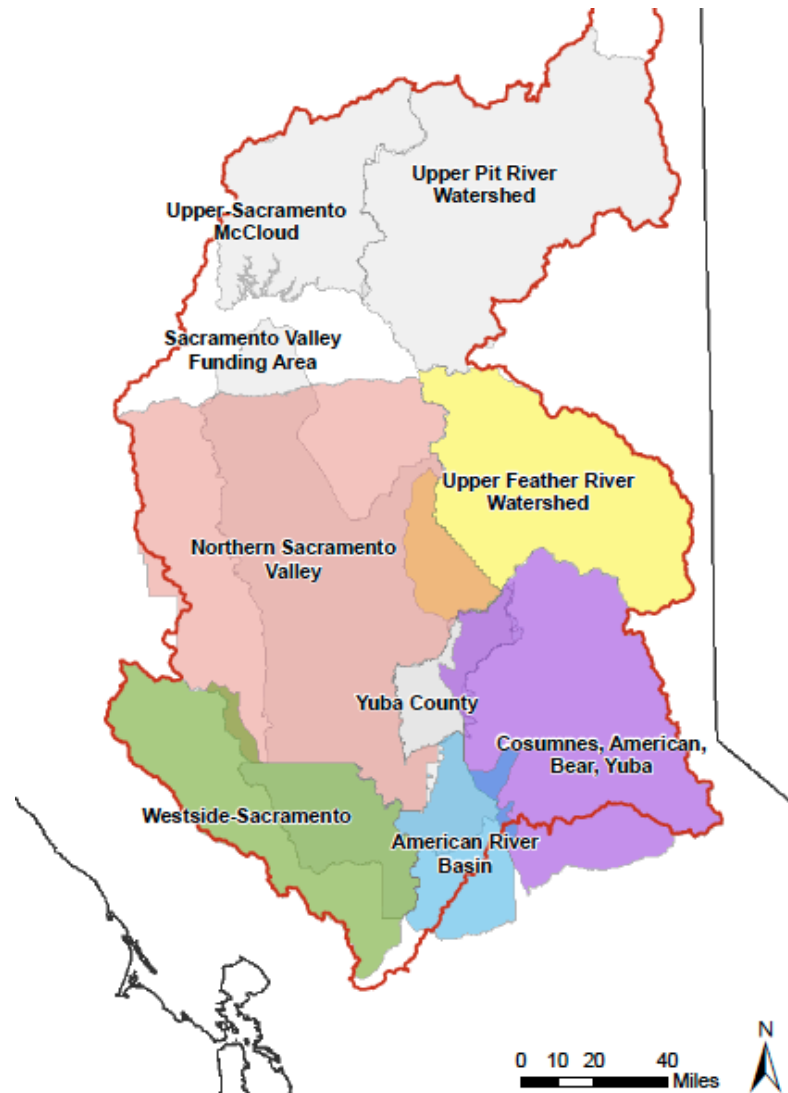 Upper Pit River
Watershed
Upper-Sacramento
McCloud
Sacramento Valley
Funding Area
Upper Feather River
Watershed
Northern Sacramento
Valley
Yuba County
Cosumnes, American,
Bear, Yuba
Westside-Sacramento
American River
Basin
N
0 10 20 40
Miles